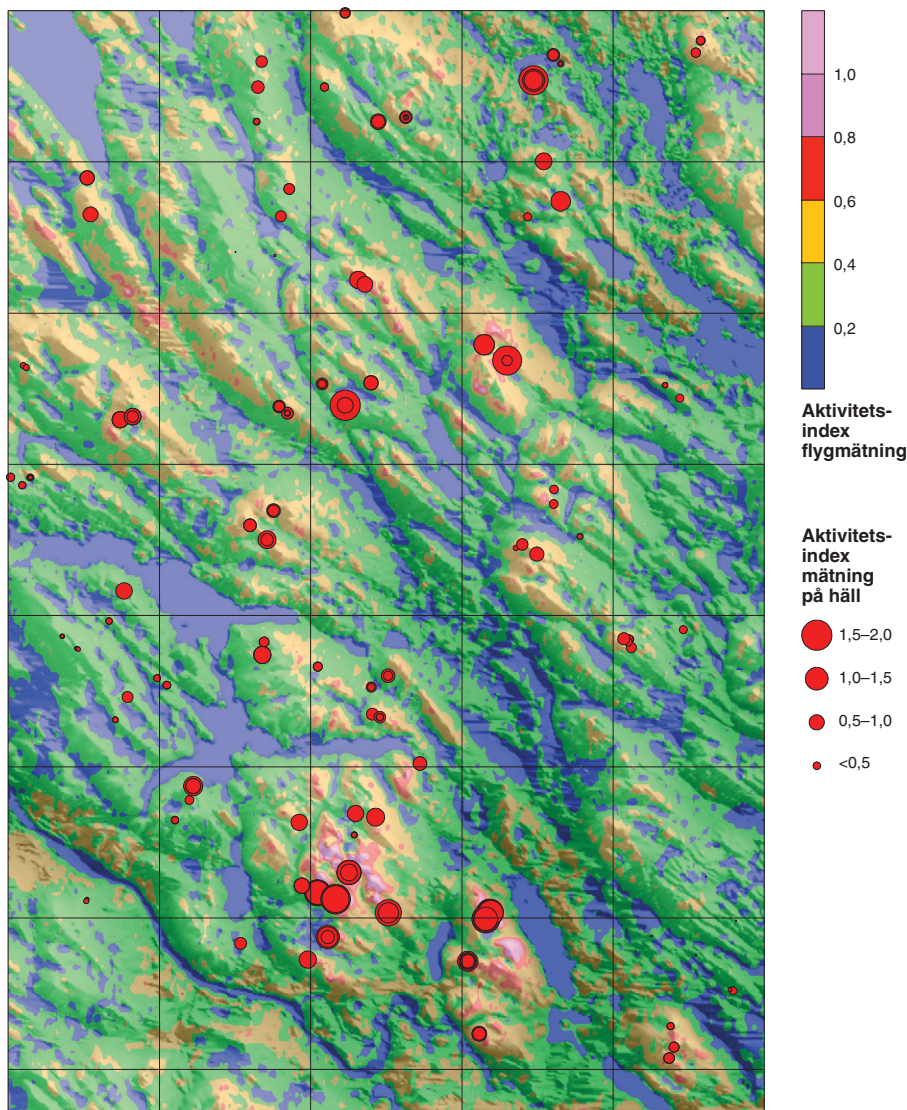 1,0
0,8
0,6
0,4
0,2
Aktivitets-
index
flygmätning
Aktivitets-
index
mätning
på häll
1,5–2,0
1,0–1,5
0,5–1,0
<0,5